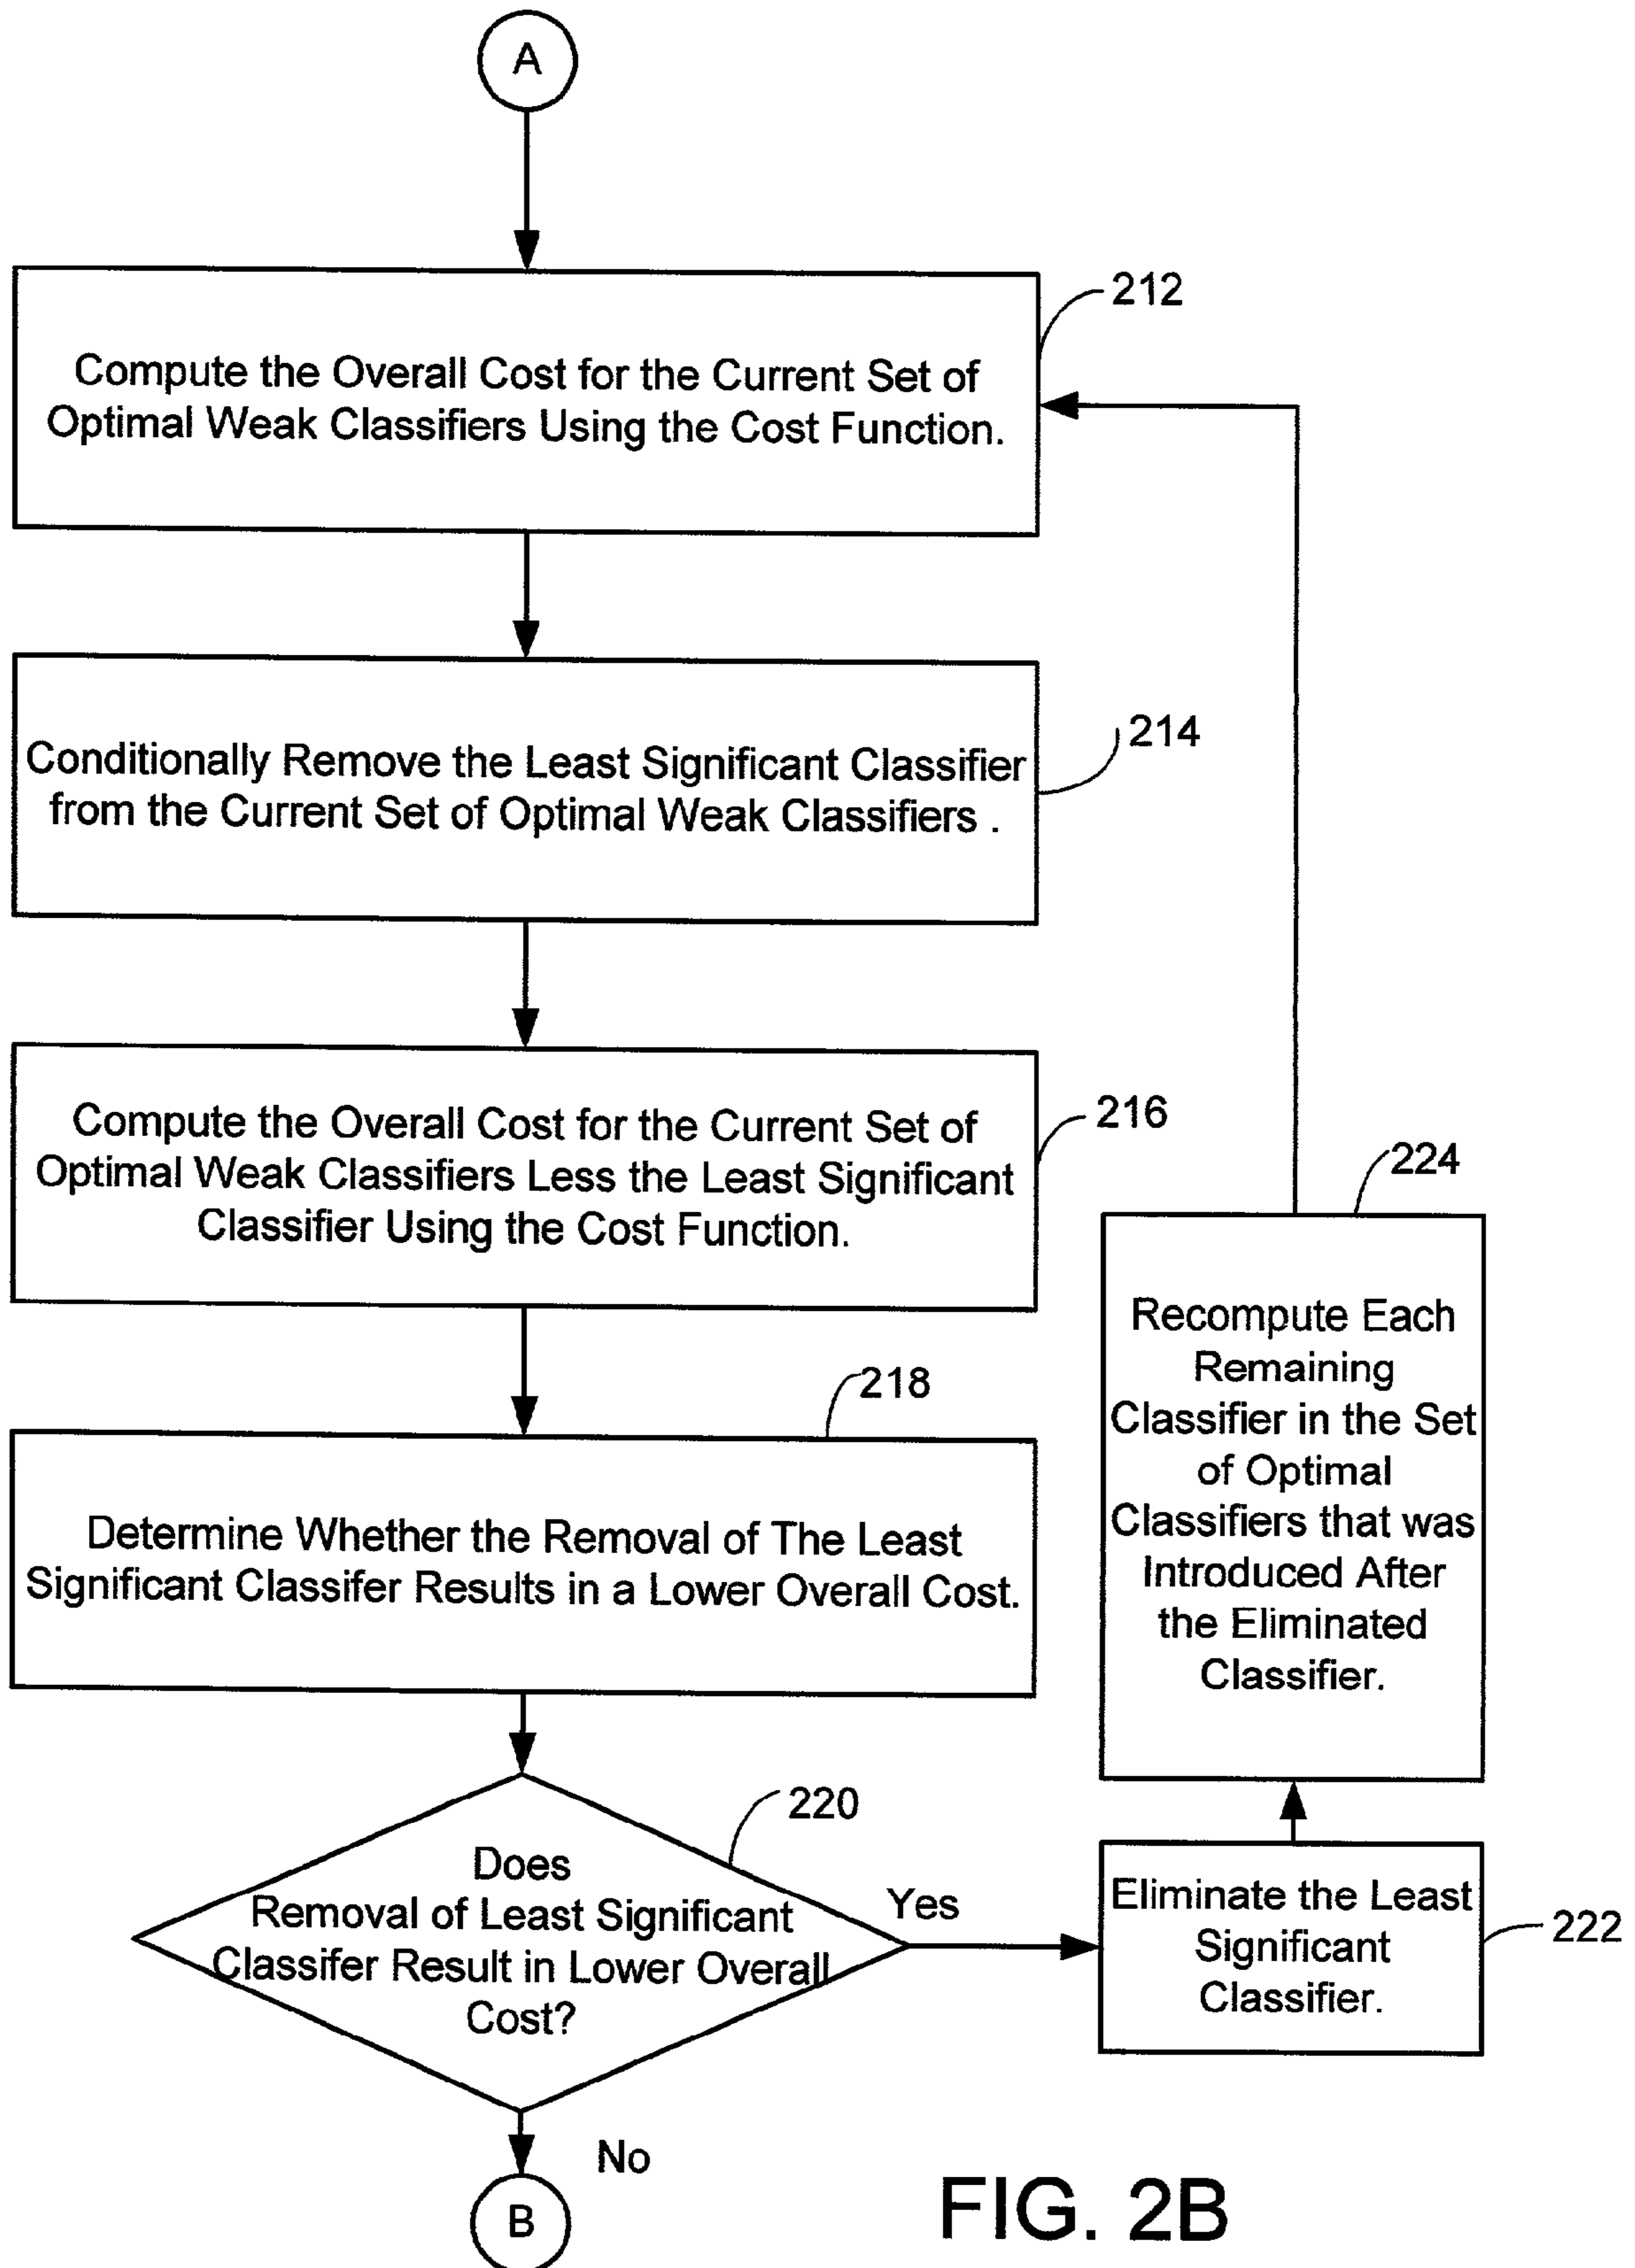 A
212
Compute the Overall Cost for the Current Set of
Optimal Weak Classifiers Using the Cost Function.
214
Conditionally Remove the Least Significant Classifier
from the Current Set of Optimal Weak Classifiers .
216
Compute the Overall Cost for the Current Set of
Optimal Weak Classifiers Less the Least Significant
Classifier Using the Cost Function.
218
Determine Whether the Removal of The Least
Significant Classifer Results in a Lower Overall Cost.
220
Does
Removal of Least Significant
Classifer Result in Lower Overall
Cost?
Yes
222
Eliminate the Least
Significant
Classifier.
224
Recompute Each
Remaining
Classifier in the Set
of Optimal
Classifiers that was
Introduced After
the Eliminated
Classifier.
No
B
FIG. 2B